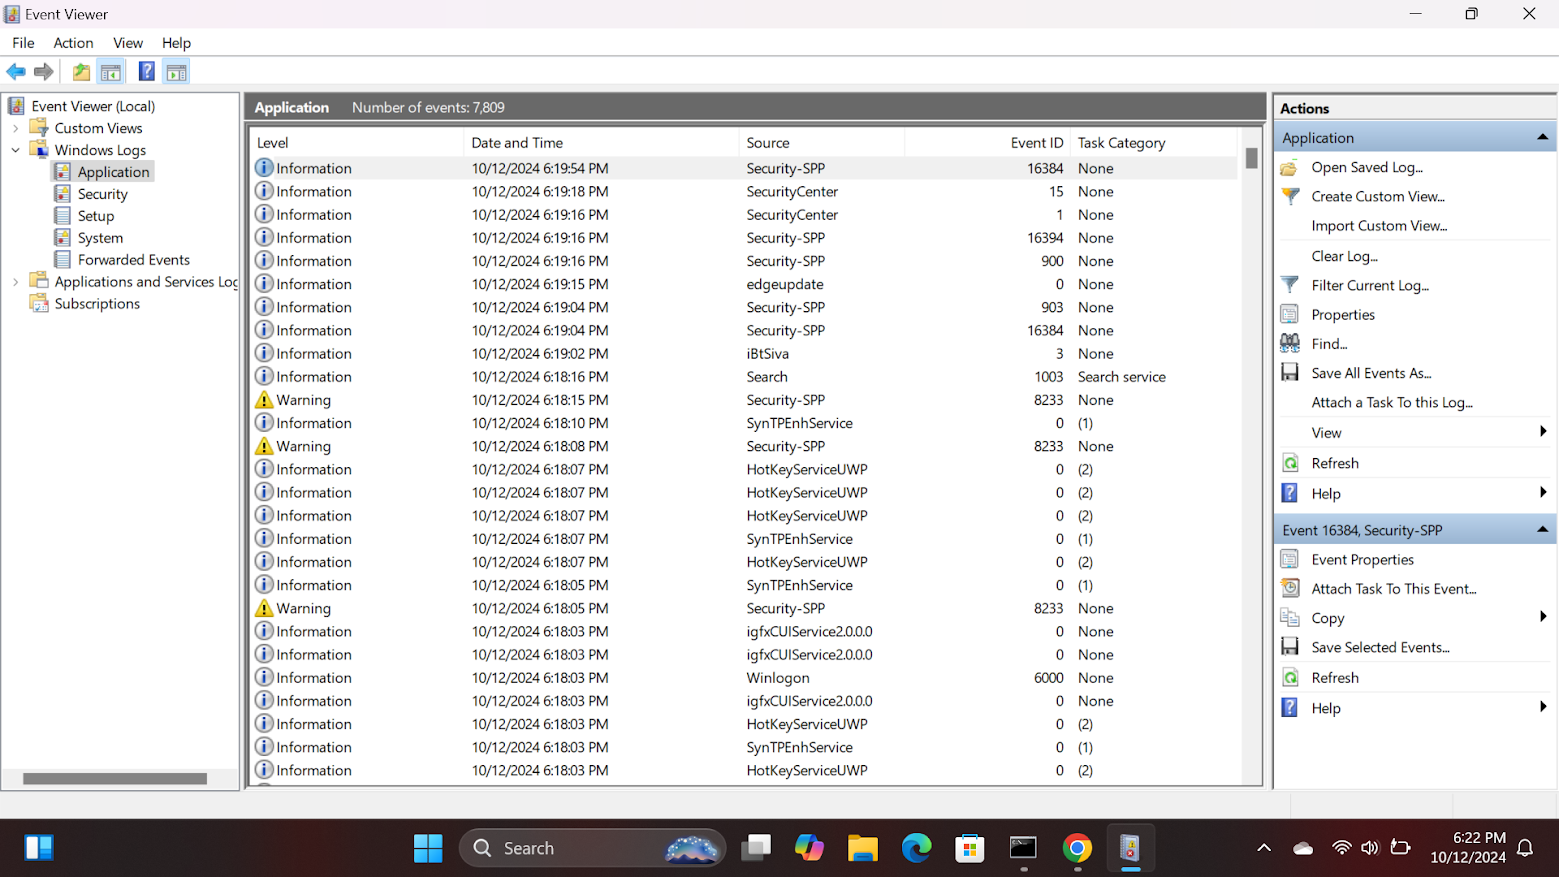 Event Viewer
File Action View Help
Event Viewer (Local)
Custom Views
Windows Logs
Application
Security
Setup
System
Forwarded Events
Applications and Services Log
Subscriptions
Application Number of events: 7,809
Level Date and Time Source Event ID Task Category
Information 10/12/2024 6:19:54 PM Security-SPP 16384 None
Information 10/12/2024 6:19:18 PM SecurityCenter 15 None
Information 10/12/2024 6:19:16 PM SecurityCenter 1 None
Information 10/12/2024 6:19:16 PM Security-SPP 16394 None
Information 10/12/2024 6:19:16 PM Security-SPP 900 None
Information 10/12/2024 6:19:15 PM edgeupdate 0 None
Information 10/12/2024 6:19:04 PM Security-SPP 903 None
Information 10/12/2024 6:19:04 PM Security-SPP 16384 None
Information 10/12/2024 6:19:02 PM iBtSiva 3 None
Information 10/12/2024 6:18:16 PM Search 1003 Search service
Warning 10/12/2024 6:18:15 PM Security-SPP 8233 None
Information 10/12/2024 6:18:10 PM SynTPEnhService 0 (1)
Warning 10/12/2024 6:18:08 PM Security-SPP 8233 None
Information 10/12/2024 6:18:07 PM HotKeyServiceUWP 0 (2)
Information 10/12/2024 6:18:07 PM HotKeyServiceUWP 0 (2)
Information 10/12/2024 6:18:07 PM HotKeyServiceUWP 0 (2)
Information 10/12/2024 6:18:07 PM SynTPEnhService 0 (1)
Information 10/12/2024 6:18:07 PM HotKeyServiceUWP 0 (2)
Information 10/12/2024 6:18:05 PM SynTPEnhService 0 (1)
Warning 10/12/2024 6:18:05 PM Security-SPP 8233 None
Information 10/12/2024 6:18:03 PM igfxCUIService2.0.0.0 0 None
Information 10/12/2024 6:18:03 PM igfxCUIService2.0.0.0 0 None
Information 10/12/2024 6:18:03 PM Winlogon 6000 None
Information 10/12/2024 6:18:03 PM igfxCUIService2.0.0.0 0 None
Information 10/12/2024 6:18:03 PM HotKeyServiceUWP 0 (2)
Information 10/12/2024 6:18:03 PM SynTPEnhService 0 (1)
Information 10/12/2024 6:18:03 PM HotKeyServiceUWP 0 (2)
Actions
Application
Open Saved Log...
Create Custom View...
Import Custom View...
Clear Log...
Filter Current Log...
Properties
Find...
Save All Events As...
Attach a Task To this Log...
View
Refresh
Help
Event 16384, Security-SPP
Event Properties
Attach Task To This Event...
Copy
Save Selected Events...
Refresh
Help
Search
6:22 PM
10/12/2024